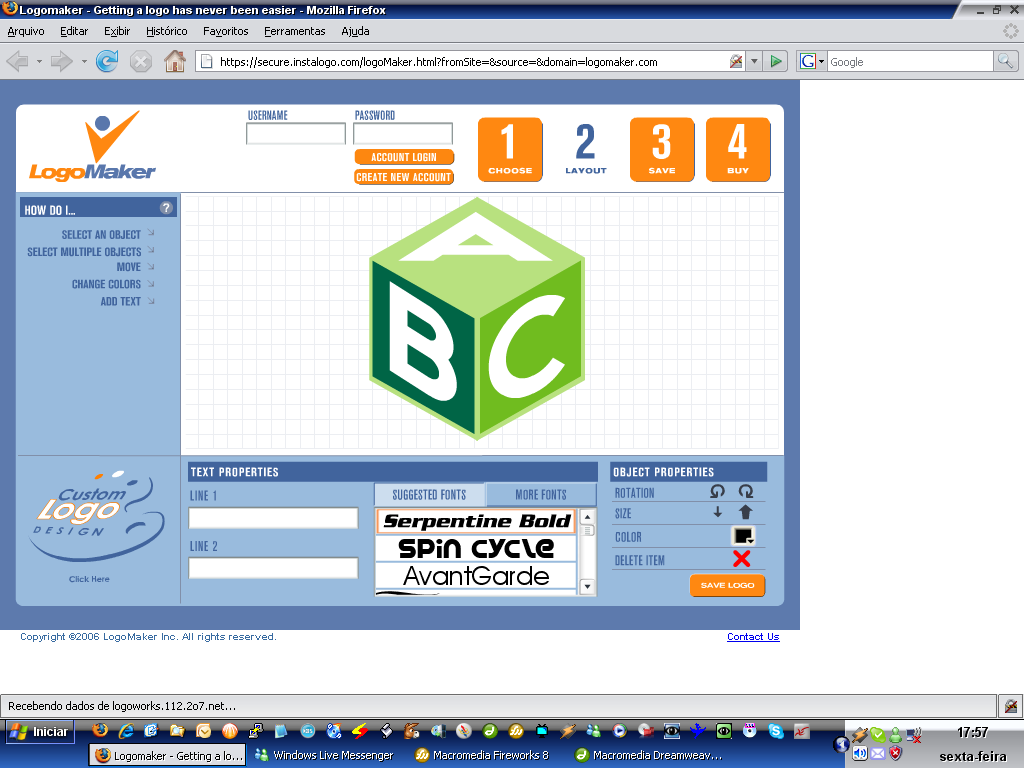 Logomaker - Getting a logo has never been easier - Mozilla Firefox
Arquivo Editar Exibir Histórico Favoritos Ferramentas Ajuda
https://secure.instalogo.com/logoMaker.html?fromSite=&source=&domain=logomaker.com
G Google
LogoMaker
USERNAME PASSWORD
ACCOUNT LOGIN
CREATE NEW ACCOUNT
1 CHOOSE
2 LAYOUT
3 SAVE
4 BUY
HOW DO I... ?
SELECT AN OBJECT
SELECT MULTIPLE OBJECTS
MOVE
CHANGE COLORS
ADD TEXT
A
B C
Custom
Logo
DESIGN
Click Here
TEXT PROPERTIES
LINE 1
LINE 2
SUGGESTED FONTS MORE FONTS
Serpentine Bold
Spin Cycle
AvantGarde
OBJECT PROPERTIES
ROTATION
SIZE
COLOR
DELETE ITEM
SAVE LOGO
Copyright ©2006 LogoMaker Inc. All rights reserved.
Contact Us
Recebendo dados de logoworks.112.2o7.net...
Iniciar
Logomaker - Getting a lo...
Windows Live Messenger
Macromedia Fireworks 8
Macromedia Dreamweav...
17:57
sexta-feira